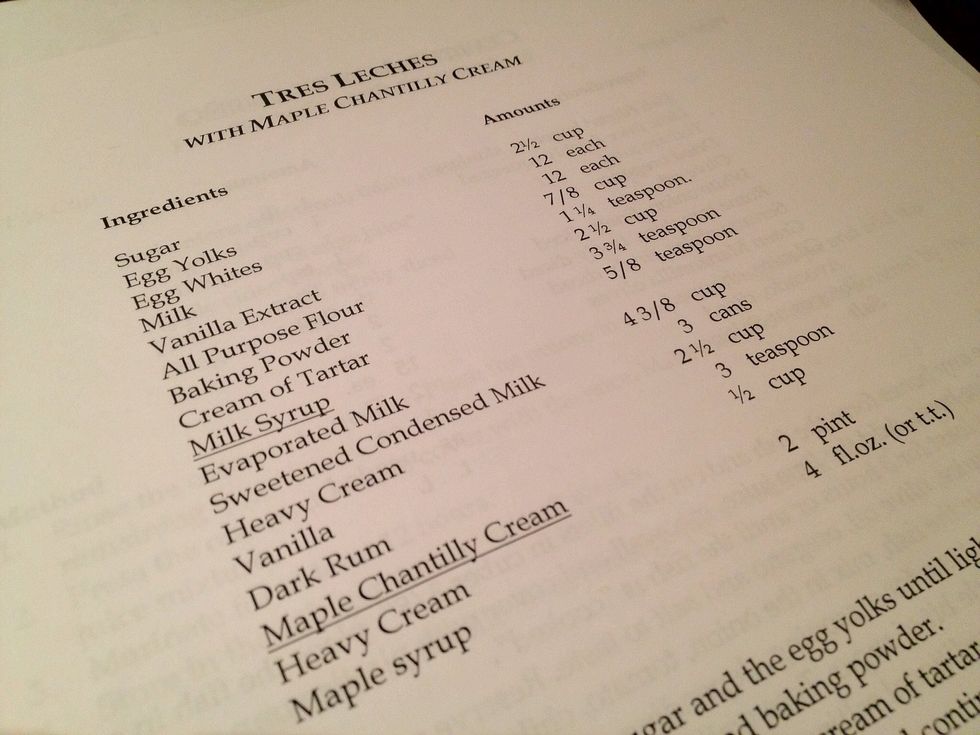 TRES LECHES
WITH MAPLE CHANTILLY CREAM
Ingredients Amounts
Sugar 2½ cup
Egg Yolks 12 each
Egg Whites 12 each
Milk 7/8 cup
Vanilla Extract 1 ¼ teaspoon.
All Purpose Flour 2½ cup
Baking Powder 3¾ teaspoon
Cream of Tartar 5/8 teaspoon
Milk Syrup
Evaporated Milk 4 3/8 cup
Sweetened Condensed Milk 3 cans
Heavy Cream 2½ cup
Vanilla 3 teaspoon
Dark Rum ½ cup
Maple Chantilly Cream
Heavy Cream 2 pint
Maple syrup 4 fl.oz. (or t.t.)
and the egg yolks until
baking powder.
of tartar